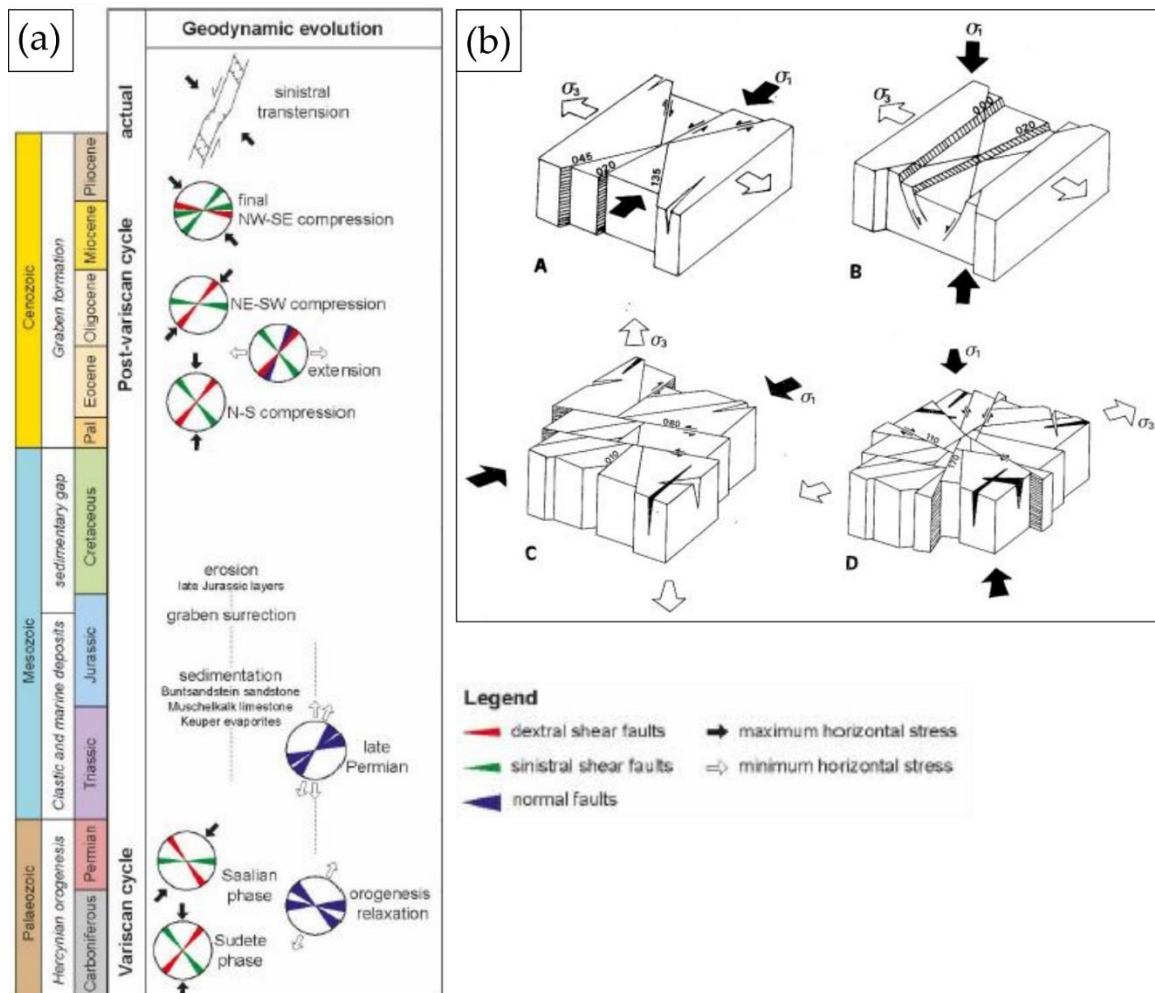 (a)
Geodynamic evolution
actual
sinistral
transtension
final
NW-SE compression
NE-SW compression
extension
N-S compression
Post-variscan cycle
erosion
late Jurassic layers
graben surrection
sedimentation
Buntsandstein sandstone
Muschelkalk limestone
Keuper evaporites
late
Permian
Saalian
phase
orogenesis
relaxation
Sudete
phase
Variscan cycle
Cenozoic
Mesozoic
Palaeozoic
Graben formation
sedimentary gap
Clastic and marine deposits
Hercynian orogenesis
Pliocene
Miocene
Oligocene
Eocene
Pal
Cretaceous
Jurassic
Triassic
Permian
Carboniferous
(b)
σ3
σ1
045
020
135
A
σ1
σ3
000
020
B
σ3
σ1
080
010
C
σ1
σ3
110
170
D
Legend
dextral shear faults
sinistral shear faults
normal faults
maximum horizontal stress
minimum horizontal stress